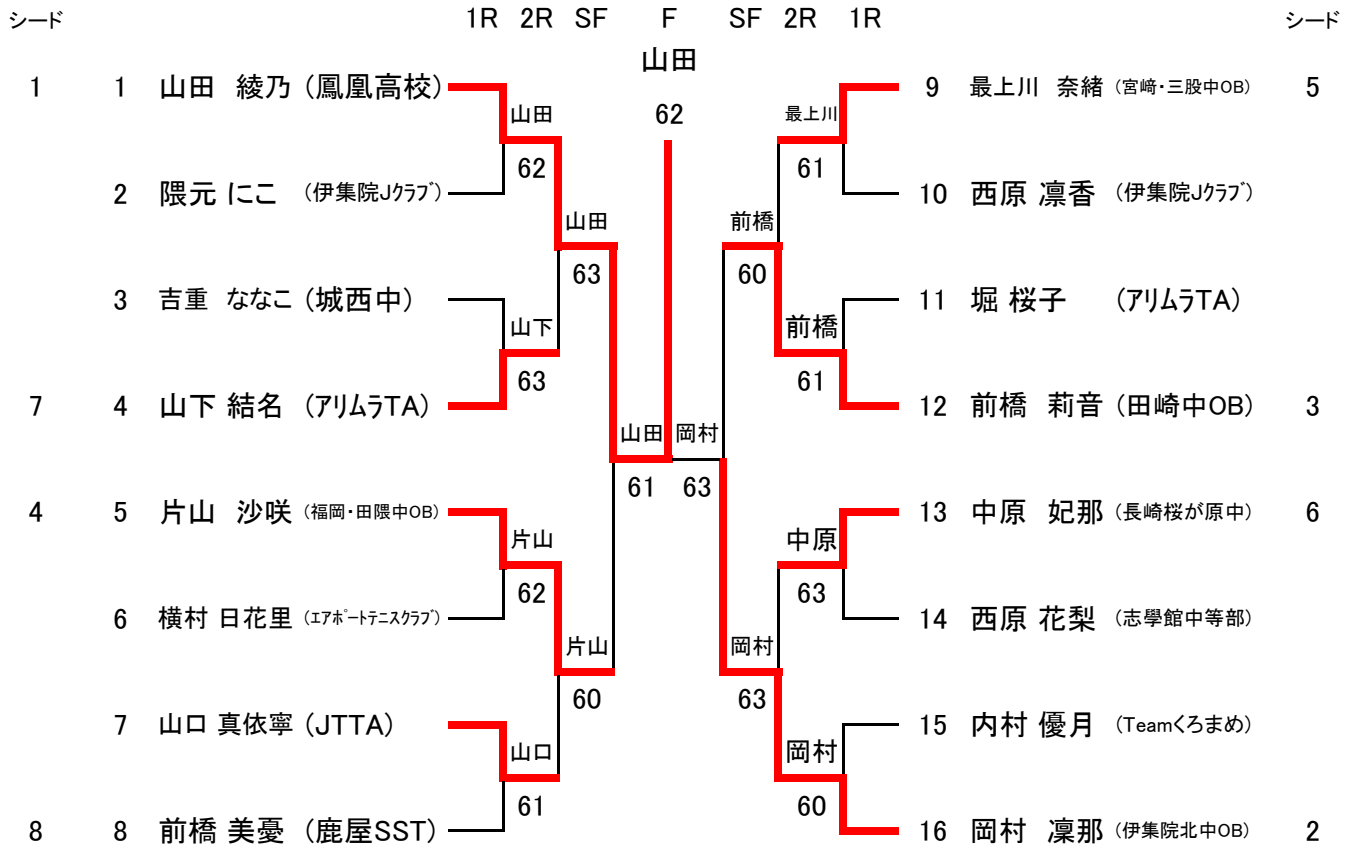 シード 1R 2R SF F SF 2R 1R シード
山田
1 1 山田 綾乃 (鳳凰高校) 9 最上川 奈緒 (宮﨑・三股中OB) 5
山田 62 最上川
62 61
2 隈元 にこ (伊集院Jクラブ) 10 西原 凛香 (伊集院Jクラブ)
山田 前橋
63 60
3 吉重 ななこ (城西中) 11 堀 桜子 (アリムラTA)
山下 前橋
63 61
7 4 山下 結名 (アリムラTA) 12 前橋 莉音 (田崎中OB) 3
山田 岡村
61 63
4 5 片山 沙咲 (福岡・田隈中OB) 13 中原 妃那 (長崎桜が原中) 6
片山 中原
62 63
6 横村 日花里 (エアポートテニスクラブ) 14 西原 花梨 (志學館中等部)
片山 岡村
60 63
7 山口 真依寧 (JTTA) 15 内村 優月 (Teamくろまめ)
山口 岡村
61 60
8 8 前橋 美憂 (鹿屋SST) 16 岡村 凜那 (伊集院北中OB) 2